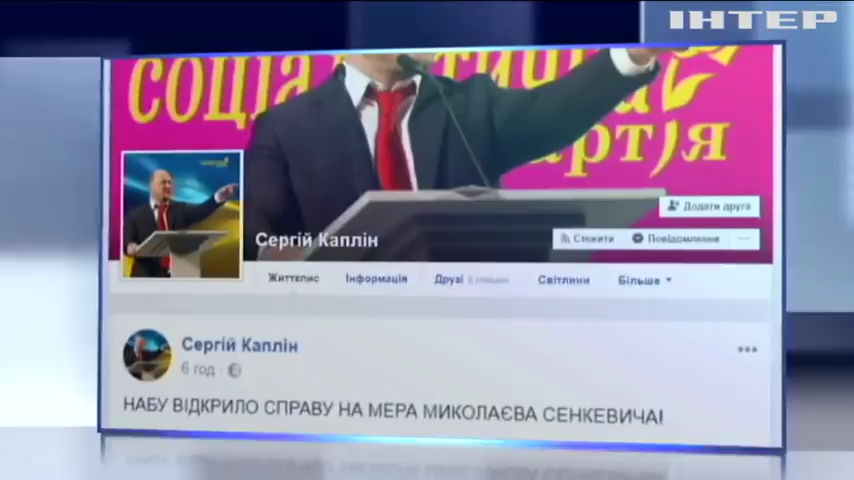 ІНТЕР
СОЦІА
артія
Додати друга
Сергій Каплін
Стежити
Повідомлення
Життєпис
Інформація
Друзі
Світлини
Більше
Сергій Каплін
6 год
НАБУ ВІДКРИЛО СПРАВУ НА МЕРА МИКОЛАЄВА СЕНКЕВИЧА!